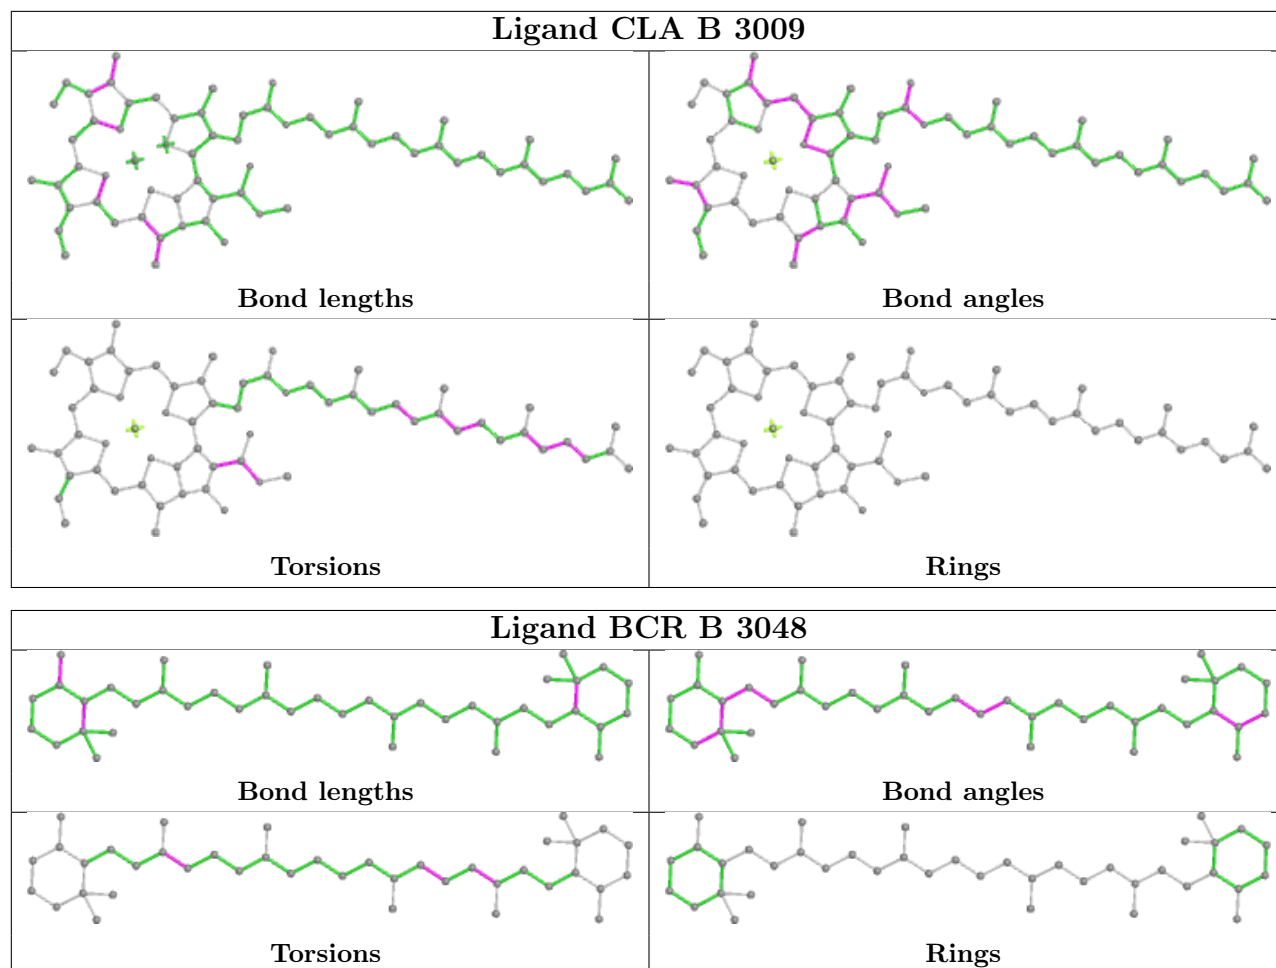 Ligand CLA B 3009
Bond lengths
Bond angles
Torsions
Rings
Ligand BCR B 3048
Bond lengths
Bond angles
Torsions
Rings